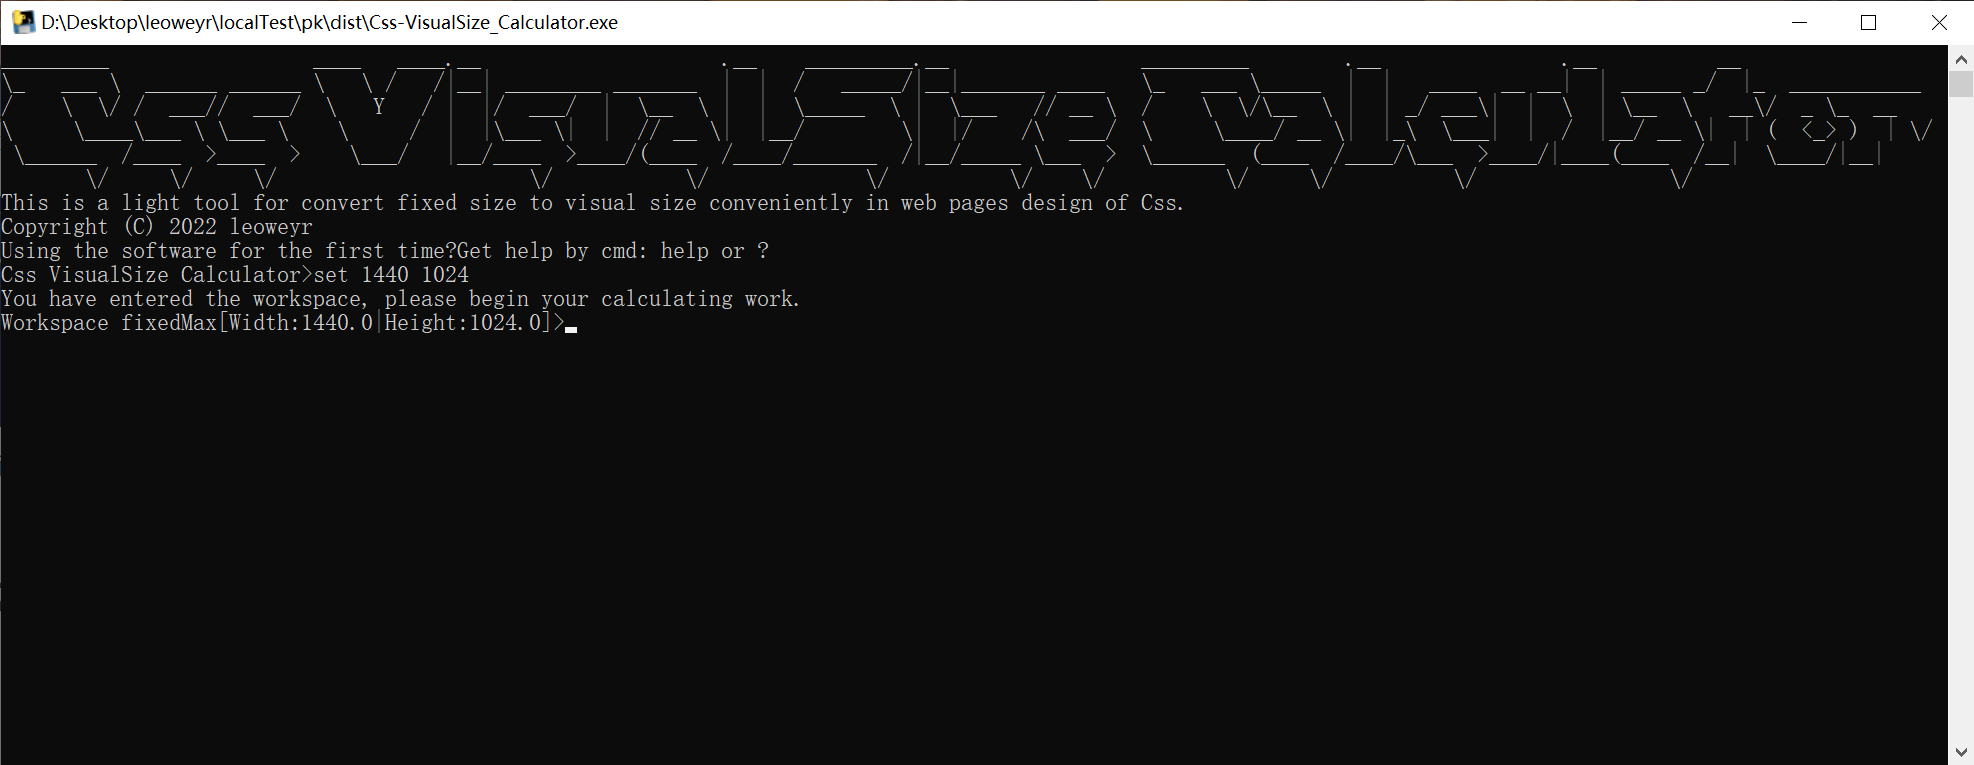 D:\Desktop\leoweyr\localTest\pk\dist\Css-VisualSize_Calculator.exe
Css VisualSize Calculator
This is a light tool for convert fixed size to visual size conveniently in web pages design of Css.
Copyright (C) 2022 leoweyr
Using the software for the first time?Get help by cmd: help or ?
Css VisualSize Calculator>set 1440 1024
You have entered the workspace, please begin your calculating work.
Workspace fixedMax[Width:1440.0|Height:1024.0]>